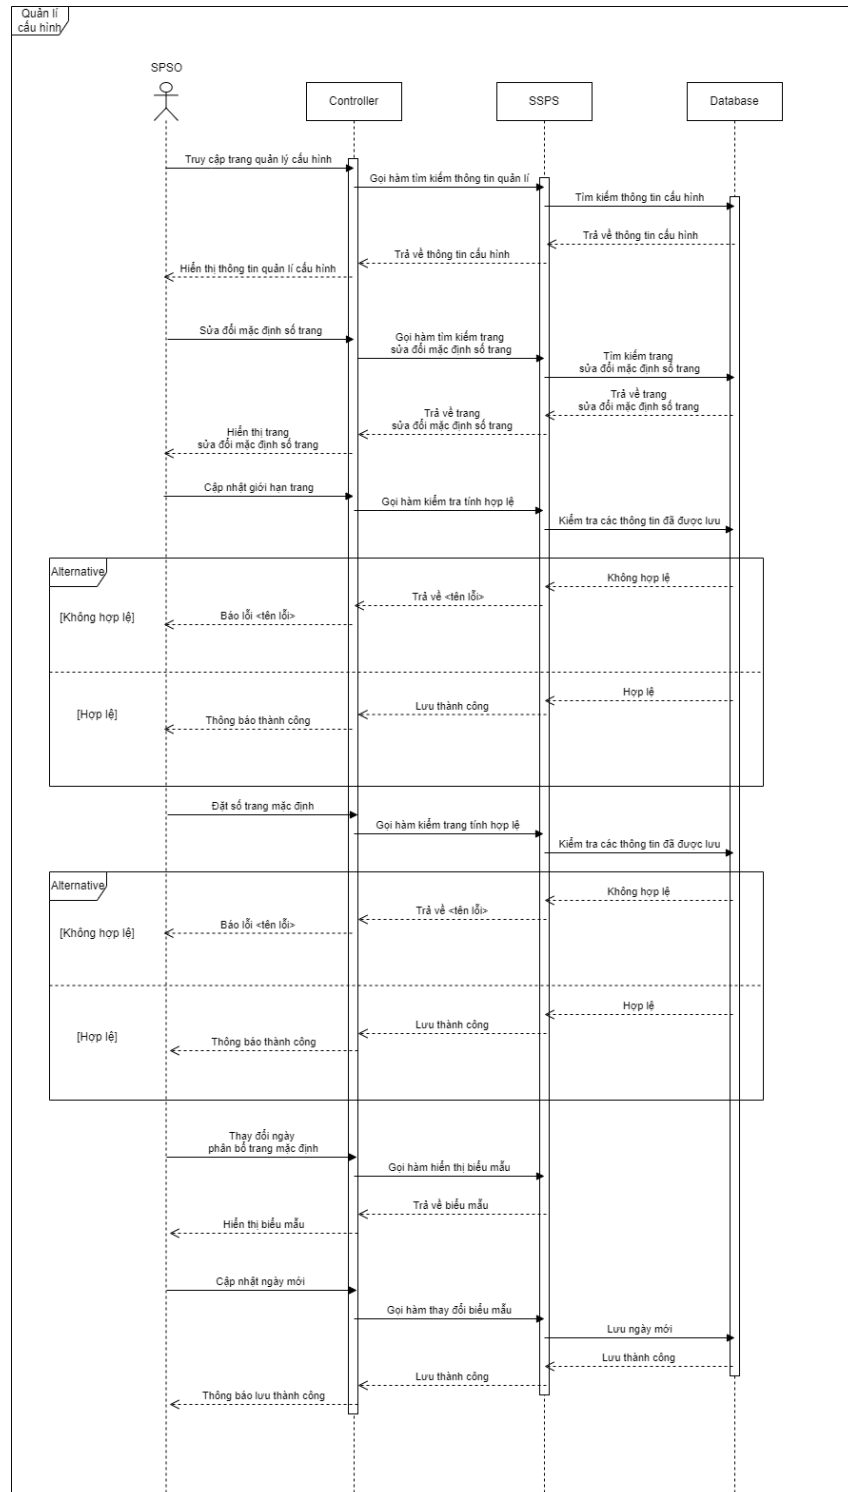 Quản lí
cấu hình
SPSO
Controller
SSPS
Database
Truy cập trang quản lý cấu hình
Gọi hàm tìm kiếm thông tin quản lí
Tìm kiếm thông tin cấu hình
Trả về thông tin cấu hình
Trả về thông tin cấu hình
Hiển thị thông tin quản lí cấu hình
Sửa đổi mặc định số trang
Gọi hàm tìm kiếm trang
sửa đổi mặc định số trang
Tìm kiếm trang
sửa đổi mặc định số trang
Trả về trang
sửa đổi mặc định số trang
Trả về trang
sửa đổi mặc định số trang
Hiển thị trang
sửa đổi mặc định số trang
Cập nhật giới hạn trang
Gọi hàm kiểm tra tính hợp lệ
Kiểm tra các thông tin đã được lưu
Alternative
Không hợp lệ
Trả về <tên lỗi>
Báo lỗi <tên lỗi>
[Không hợp lệ]
Hợp lệ
Lưu thành công
Thông báo thành công
[Hợp lệ]
Đặt số trang mặc định
Gọi hàm kiểm trang tính hợp lệ
Kiểm tra các thông tin đã được lưu
Alternative
Không hợp lệ
Trả về <tên lỗi>
Báo lỗi <tên lỗi>
[Không hợp lệ]
Hợp lệ
Lưu thành công
Thông báo thành công
[Hợp lệ]
Thay đổi ngày
phân bổ trang mặc định
Gọi hàm hiển thị biểu mẫu
Trả về biểu mẫu
Hiển thị biểu mẫu
Cập nhật ngày mới
Gọi hàm thay đổi biểu mẫu
Lưu ngày mới
Lưu thành công
Lưu thành công
Thông báo lưu thành công